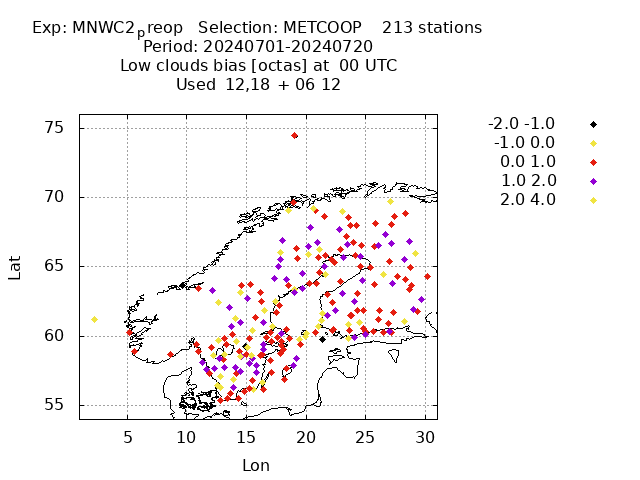 Exp: MNWC2preop   Selection: METCOOP    213 stations
Period: 20240701-20240720
Low clouds bias [octas] at  00 UTC
Used  12,18 + 06 12
-2.0 -1.0
-1.0 0.0
0.0 1.0
1.0 2.0
2.0 4.0
75
70
65
60
55
Lat
5 10 15 20 25 30
Lon